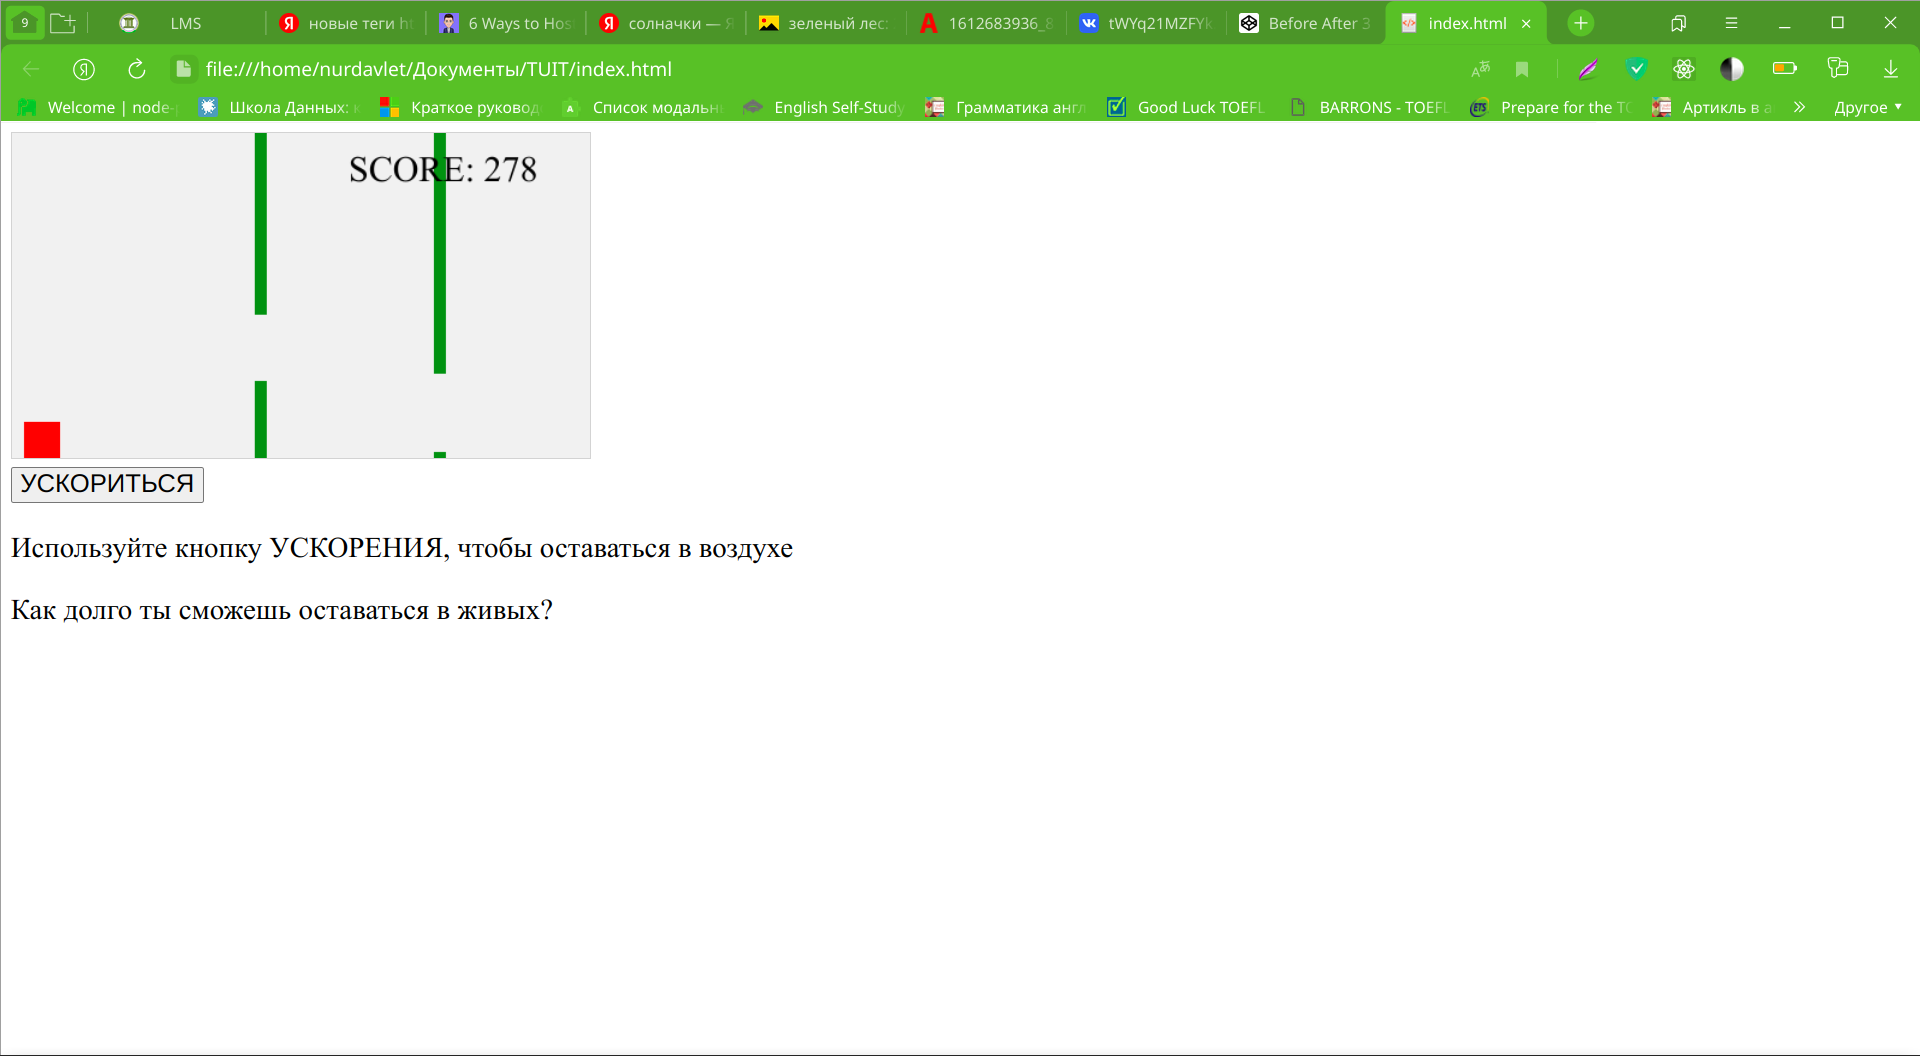 9 LMS новые теги ht 6 Ways to Hos солначки — Я зеленый лес: 1612683936_8 tWYq21MZFYk Before After 3 index.html
file:///home/nurdavlet/Документы/TUIT/index.html
Welcome | node- Школа Данных: к Краткое руковод Список модальн English Self-Study Грамматика англ Good Luck TOEFL BARRONS - TOEFL Prepare for the TO Артикль в а » Другое
SCORE: 278
УСКОРИТЬСЯ
Используйте кнопку УСКОРЕНИЯ, чтобы оставаться в воздухе
Как долго ты сможешь оставаться в живых?